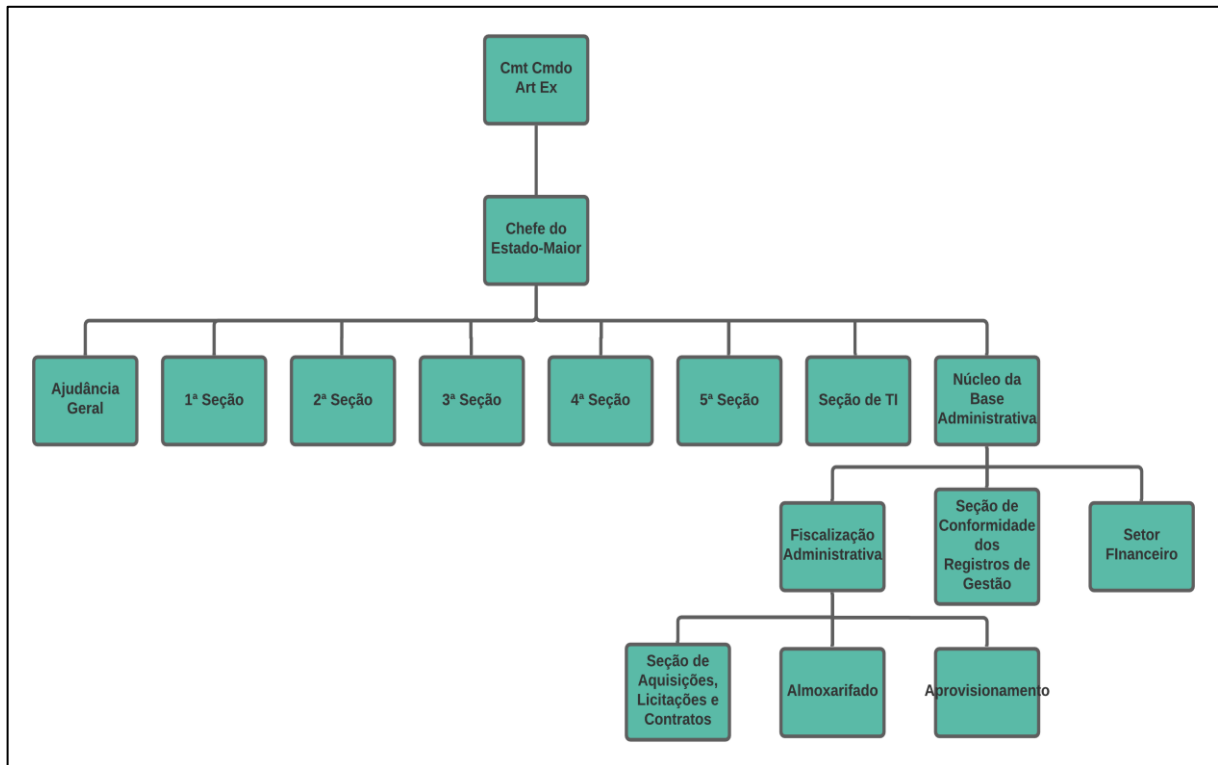 Cmt Cmdo
Art Ex
Chefe do
Estado-Maior
Ajudância
Geral
1ª Seção
2ª Seção
3ª Seção
4ª Seção
5ª Seção
Seção de TI
Núcleo da
Base
Administrativa
Fiscalização
Administrativa
Seção de
Conformidade
dos
Registros de
Gestão
Setor
FInanceiro
Seção de
Aquisições,
Licitações e
Contratos
Almoxarifado
Aprovisionamento